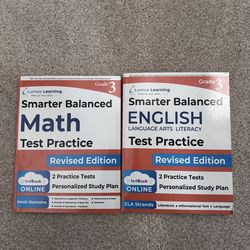 Lumos Learning
Grade 3
Smarter Balanced
Math
Test Practice
Revised Edition
2 Practice Tests
Personalized Study Plan
tedBook
ONLINE
Math Domains
Lumos Learning
Grade 3
Smarter Balanced
ENGLISH
LANGUAGE ARTS LITERACY
Test Practice
Revised Edition
2 Practice Tests
Personalized Study Plan
tedBook
ONLINE
ELA Strands
Literature • Informational Text • Language